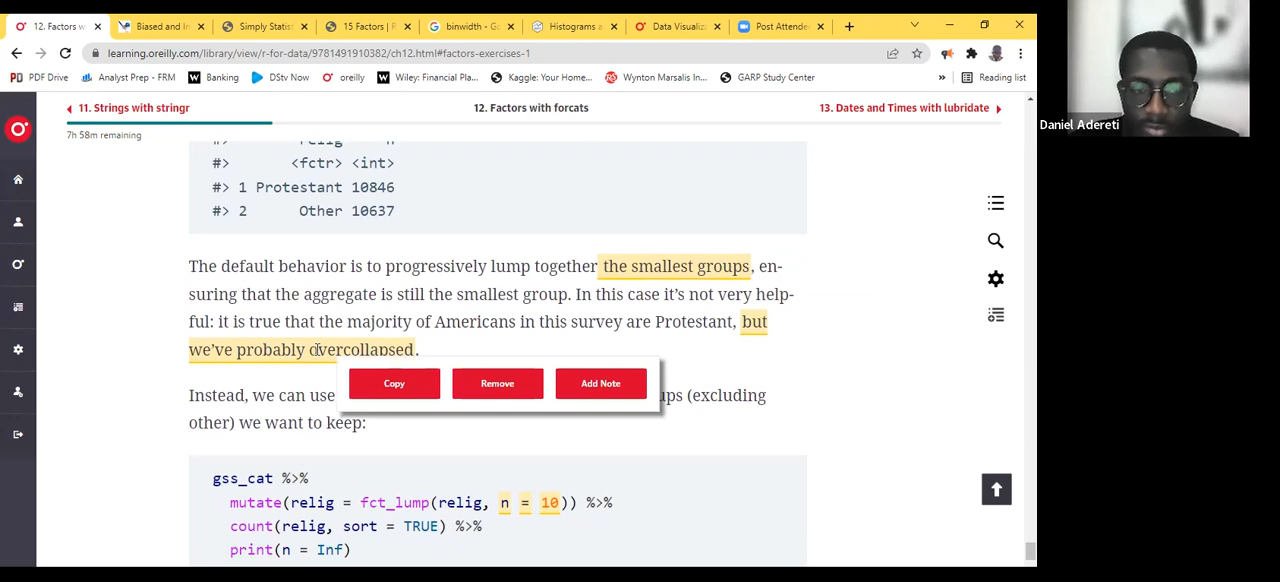 12. Factors w
Biased and In
Simply Statis
15 Factors | R
binwidth - Go
Histograms a
Data Visualiz
Post Attende
learning.oreilly.com/library/view/r-for-data/9781491910382/ch12.html#factors-exercises-1
PDF Drive
Analyst Prep - FRM
Banking
DStv Now
oreilly
Wiley: Financial Pla...
Kaggle: Your Home...
Wynton Marsalis In...
GARP Study Center
»
Reading list
11. Strings with stringr
12. Factors with forcats
13. Dates and Times with lubridate
7h 58m remaining
#> <fctr> <int>
#> 1 Protestant 10846
#> 2 Other 10637
The default behavior is to progressively lump together the smallest groups, en-
suring that the aggregate is still the smallest group. In this case it's not very help-
ful: it is true that the majority of Americans in this survey are Protestant, but
we've probably overcollapsed.
Copy
Remove
Add Note
Instead, we can use ups (excluding
other) we want to keep:
gss_cat %>%
mutate(relig = fct_lump(relig, n = 10)) %>%
count(relig, sort = TRUE) %>%
print(n = Inf)
Daniel Adereti